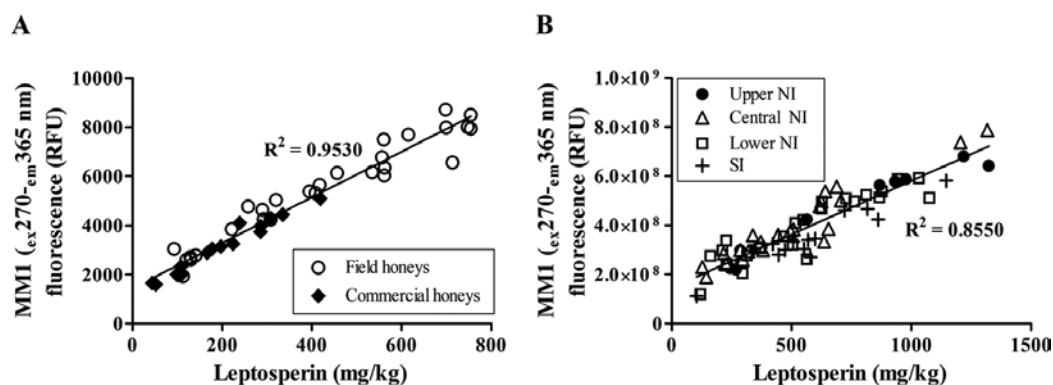 A
MM1 (ex270-em365 nm)
fluorescence (RFU)
10000
8000
6000
4000
2000
0
R² = 0.9530
Field honeys
Commercial honeys
0 200 400 600 800
Leptosperin (mg/kg)
B
MM1 (ex270-em365 nm)
fluorescence (RFU)
1.0×10⁹
8.0×10⁸
6.0×10⁸
4.0×10⁸
2.0×10⁸
0
Upper NI
Central NI
Lower NI
SI
R² = 0.8550
0 500 1000 1500
Leptosperin (mg/kg)